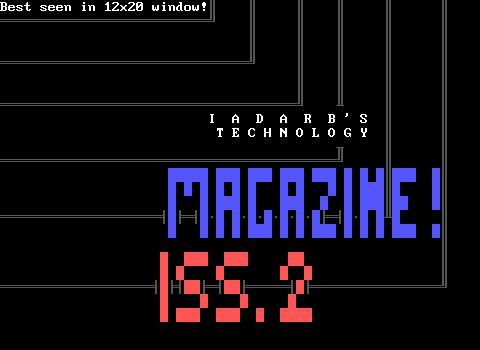 Best seen in 12x20 window!
I A D A R B ' S
T E C H N O L O G Y
MAGAZINE!
ISS.2